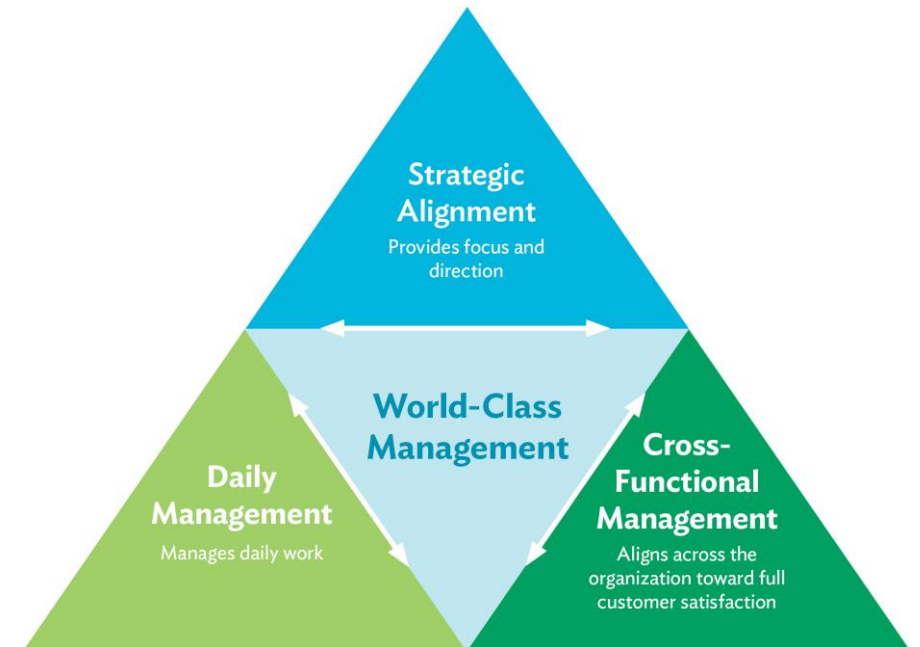 Strategic
Alignment
Provides focus and
direction
World-Class
Management
Daily
Management
Manages daily work
Cross-
Functional
Management
Aligns across the
organization toward full
customer satisfaction